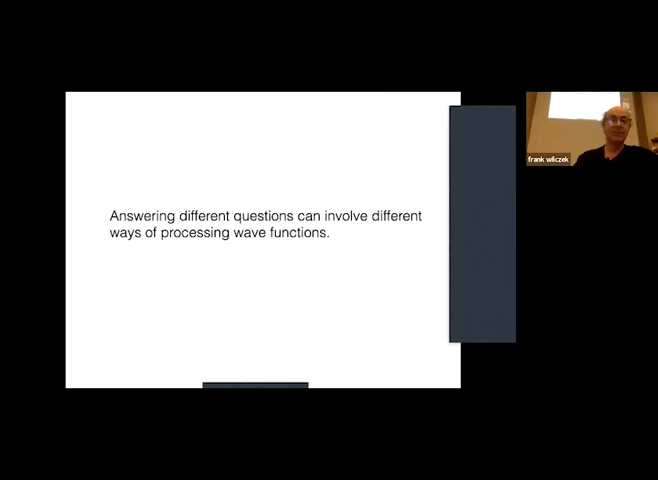 Answering different questions can involve different
ways of processing wave functions.
frank wilczek